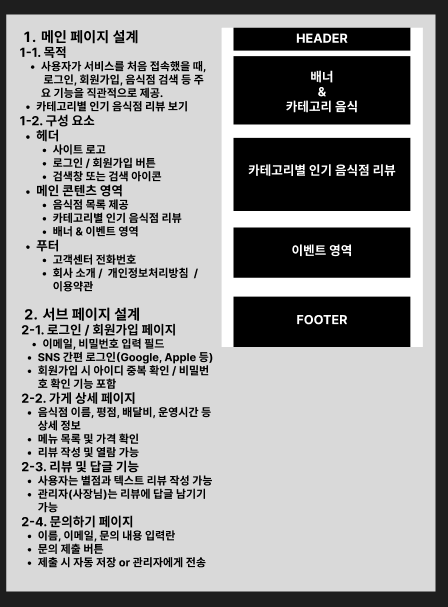 1. 메인 페이지 설계
1-1. 목적
• 사용자가 서비스를 처음 접속했을 때,
로그인, 회원가입, 음식점 검색 등 주
요 기능을 직관적으로 제공.
• 카테고리별 인기 음식점 리뷰 보기
1-2. 구성 요소
• 헤더
• 사이트 로고
• 로그인 / 회원가입 버튼
• 검색창 또는 검색 아이콘
• 메인 콘텐츠 영역
• 음식점 목록 제공
• 카테고리별 인기 음식점 리뷰
• 배너 & 이벤트 영역
• 푸터
• 고객센터 전화번호
• 회사 소개 / 개인정보처리방침 /
이용약관
2. 서브 페이지 설계
2-1. 로그인 / 회원가입 페이지
• 이메일, 비밀번호 입력 필드
• SNS 간편 로그인(Google, Apple 등)
• 회원가입 시 아이디 중복 확인 / 비밀번
호 확인 기능 포함
2-2. 가게 상세 페이지
• 음식점 이름, 평점, 배달비, 운영시간 등
상세 정보
• 메뉴 목록 및 가격 확인
• 리뷰 작성 및 열람 가능
2-3. 리뷰 및 답글 기능
• 사용자는 별점과 텍스트 리뷰 작성 가능
• 관리자(사장님)는 리뷰에 답글 남기기
가능
2-4. 문의하기 페이지
• 이름, 이메일, 문의 내용 입력란
• 문의 제출 버튼
• 제출 시 자동 저장 or 관리자에게 전송
HEADER
배너
&
카테고리 음식
카테고리별 인기 음식점 리뷰
이벤트 영역
FOOTER